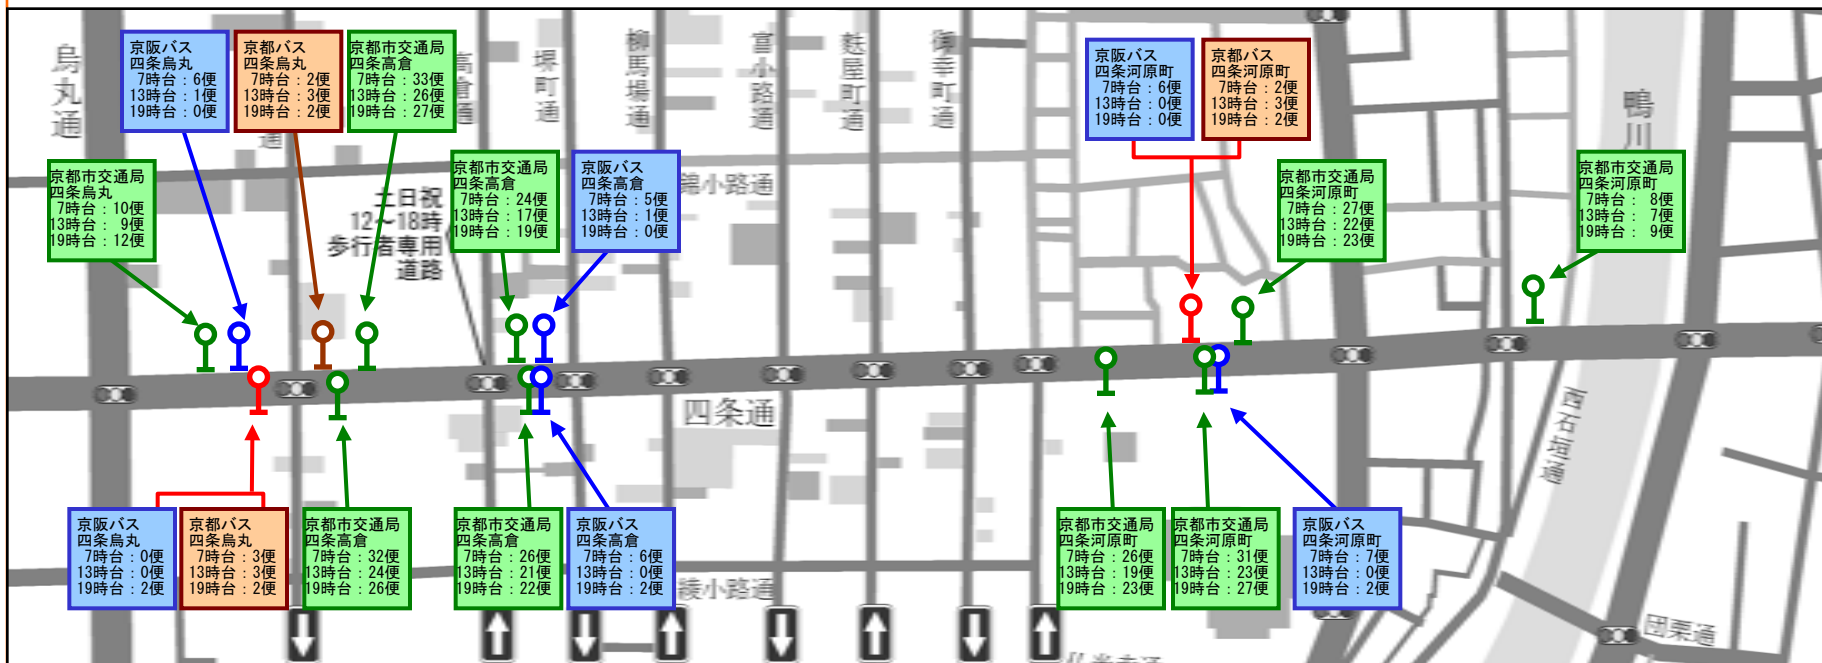 烏丸通
京阪バス
四条烏丸
7時台：6便
13時台：1便
19時台：0便
京都バス
四条烏丸
7時台：2便
13時台：3便
19時台：2便
通
京都市交通局
四条高倉
7時台：33便
13時台：26便
19時台：27便
高倉通
堺町通
柳馬場通
富小路通
麩屋町通
御幸町通
京阪バス
四条河原町
7時台：6便
13時台：0便
19時台：0便
京都バス
四条河原町
7時台：2便
13時台：3便
19時台：2便
鴨川
京都市交通局
四条烏丸
7時台：10便
13時台：9便
19時台：12便
土日祝
12～18時
歩行者専用
道路
京都市交通局
四条高倉
7時台：24便
13時台：17便
19時台：19便
京阪バス
四条高倉
7時台：5便
13時台：1便
19時台：0便
錦小路通
京都市交通局
四条河原町
7時台：27便
13時台：22便
19時台：23便
京都市交通局
四条河原町
7時台：8便
13時台：7便
19時台：9便
四条通
西石垣通
京阪バス
四条烏丸
7時台：0便
13時台：0便
19時台：2便
京都バス
四条烏丸
7時台：3便
13時台：3便
19時台：2便
京都市交通局
四条高倉
7時台：32便
13時台：24便
19時台：26便
京都市交通局
四条高倉
7時台：26便
13時台：21便
19時台：22便
京阪バス
四条高倉
7時台：6便
13時台：0便
19時台：2便
綾小路通
京都市交通局
四条河原町
7時台：26便
13時台：19便
19時台：23便
京都市交通局
四条河原町
7時台：31便
13時台：23便
19時台：27便
京阪バス
四条河原町
7時台：7便
13時台：0便
19時台：2便
団栗通